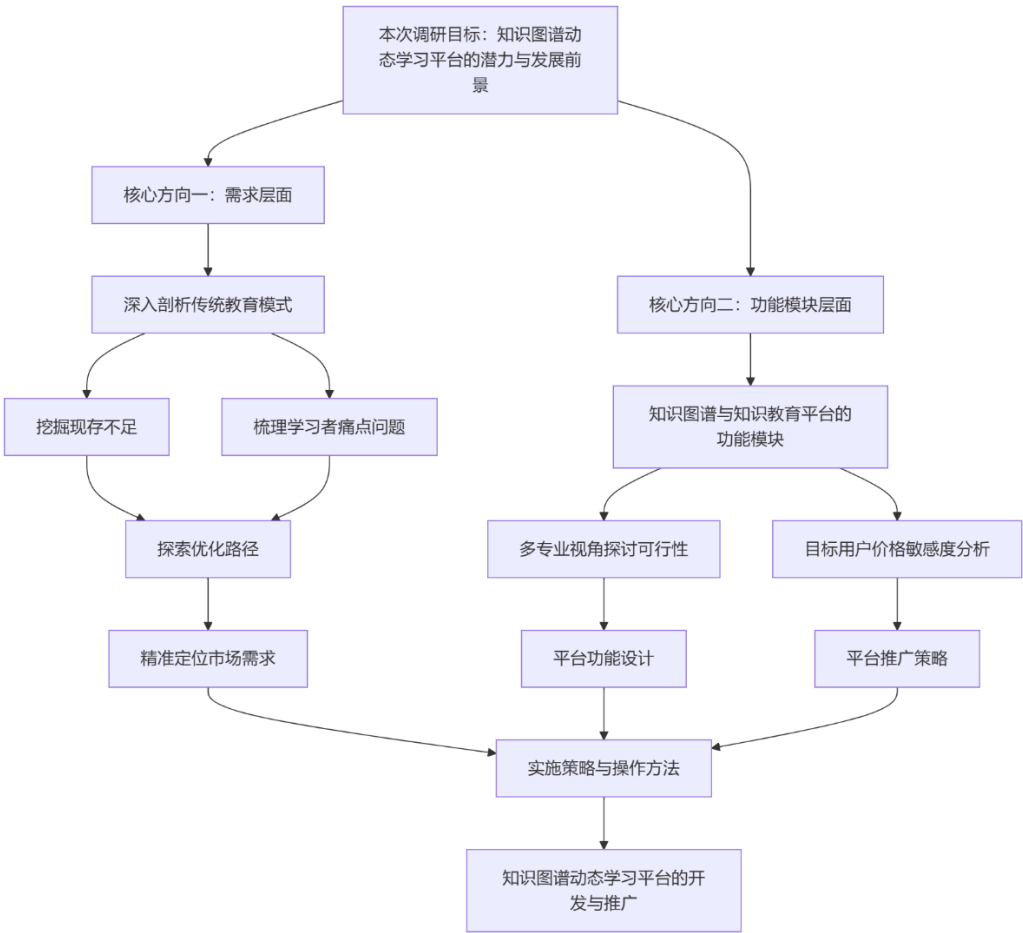 本次调研目标：知识图谱动
态学习平台的潜力与发展前
景
核心方向一：需求层面
深入剖析传统教育模式
核心方向二：功能模块层面
挖掘现存不足
梳理学习者痛点问题
知识图谱与知识教育平台的
功能模块
探索优化路径
多专业视角探讨可行性
目标用户价格敏感度分析
精准定位市场需求
平台功能设计
平台推广策略
实施策略与操作方法
知识图谱动态学习平台的开
发与推广